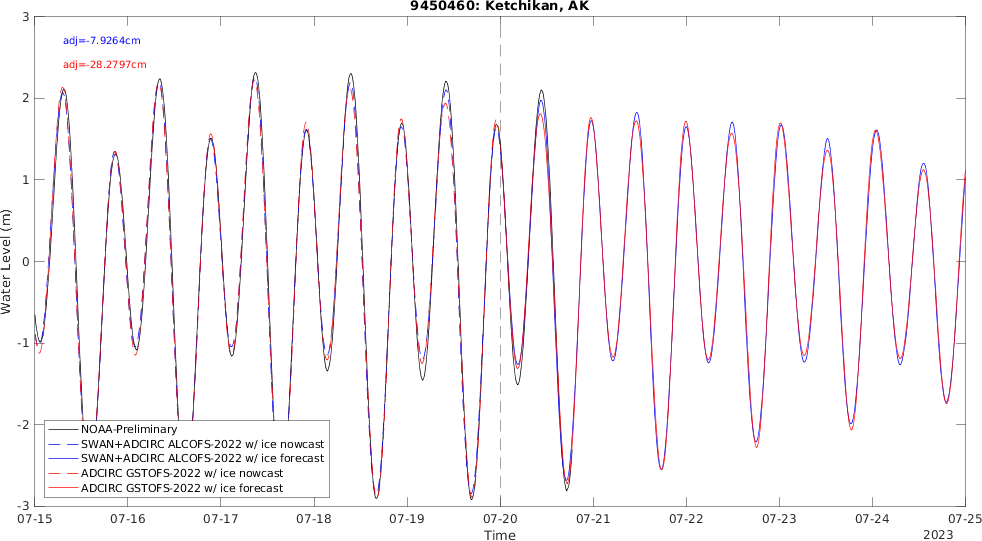 9450460: Ketchikan, AK
adj=-7.9264cm
adj=-28.2797cm
3
2
1
0
-1
-2
-3
Water Level (m)
NOAA-Preliminary
SWAN+ADCIRC ALCOFS-2022 w/ ice nowcast
SWAN+ADCIRC ALCOFS-2022 w/ ice forecast
ADCIRC GSTOFS-2022 w/ ice nowcast
ADCIRC GSTOFS-2022 w/ ice forecast
07-15 07-16 07-17 07-18 07-19 07-20 07-21 07-22 07-23 07-24 07-25
Time
2023